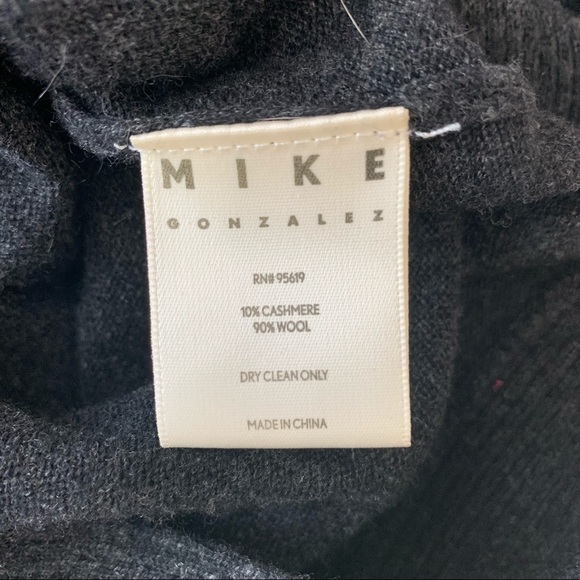 MIKE
GONZALEZ
RN# 95619
10% CASHMERE
90% WOOL
DRY CLEAN ONLY
MADE IN CHINA